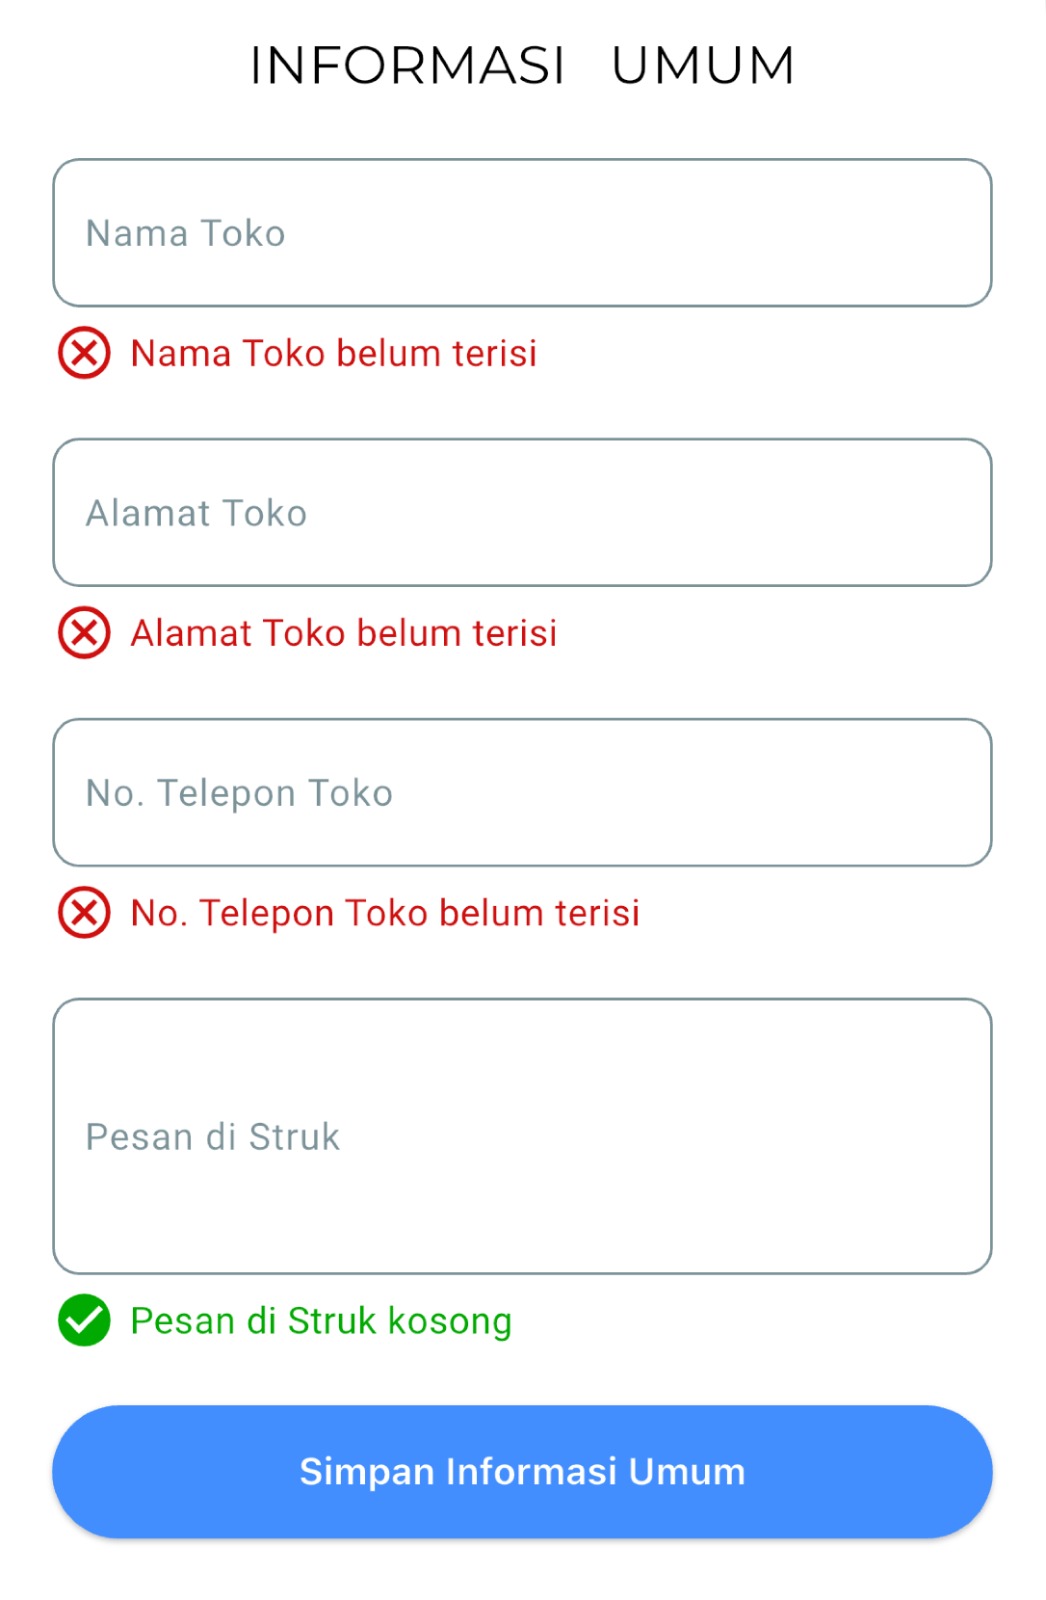 INFORMASI UMUM
Nama Toko
Nama Toko belum terisi
Alamat Toko
Alamat Toko belum terisi
No. Telepon Toko
No. Telepon Toko belum terisi
Pesan di Struk
Pesan di Struk kosong
Simpan Informasi Umum